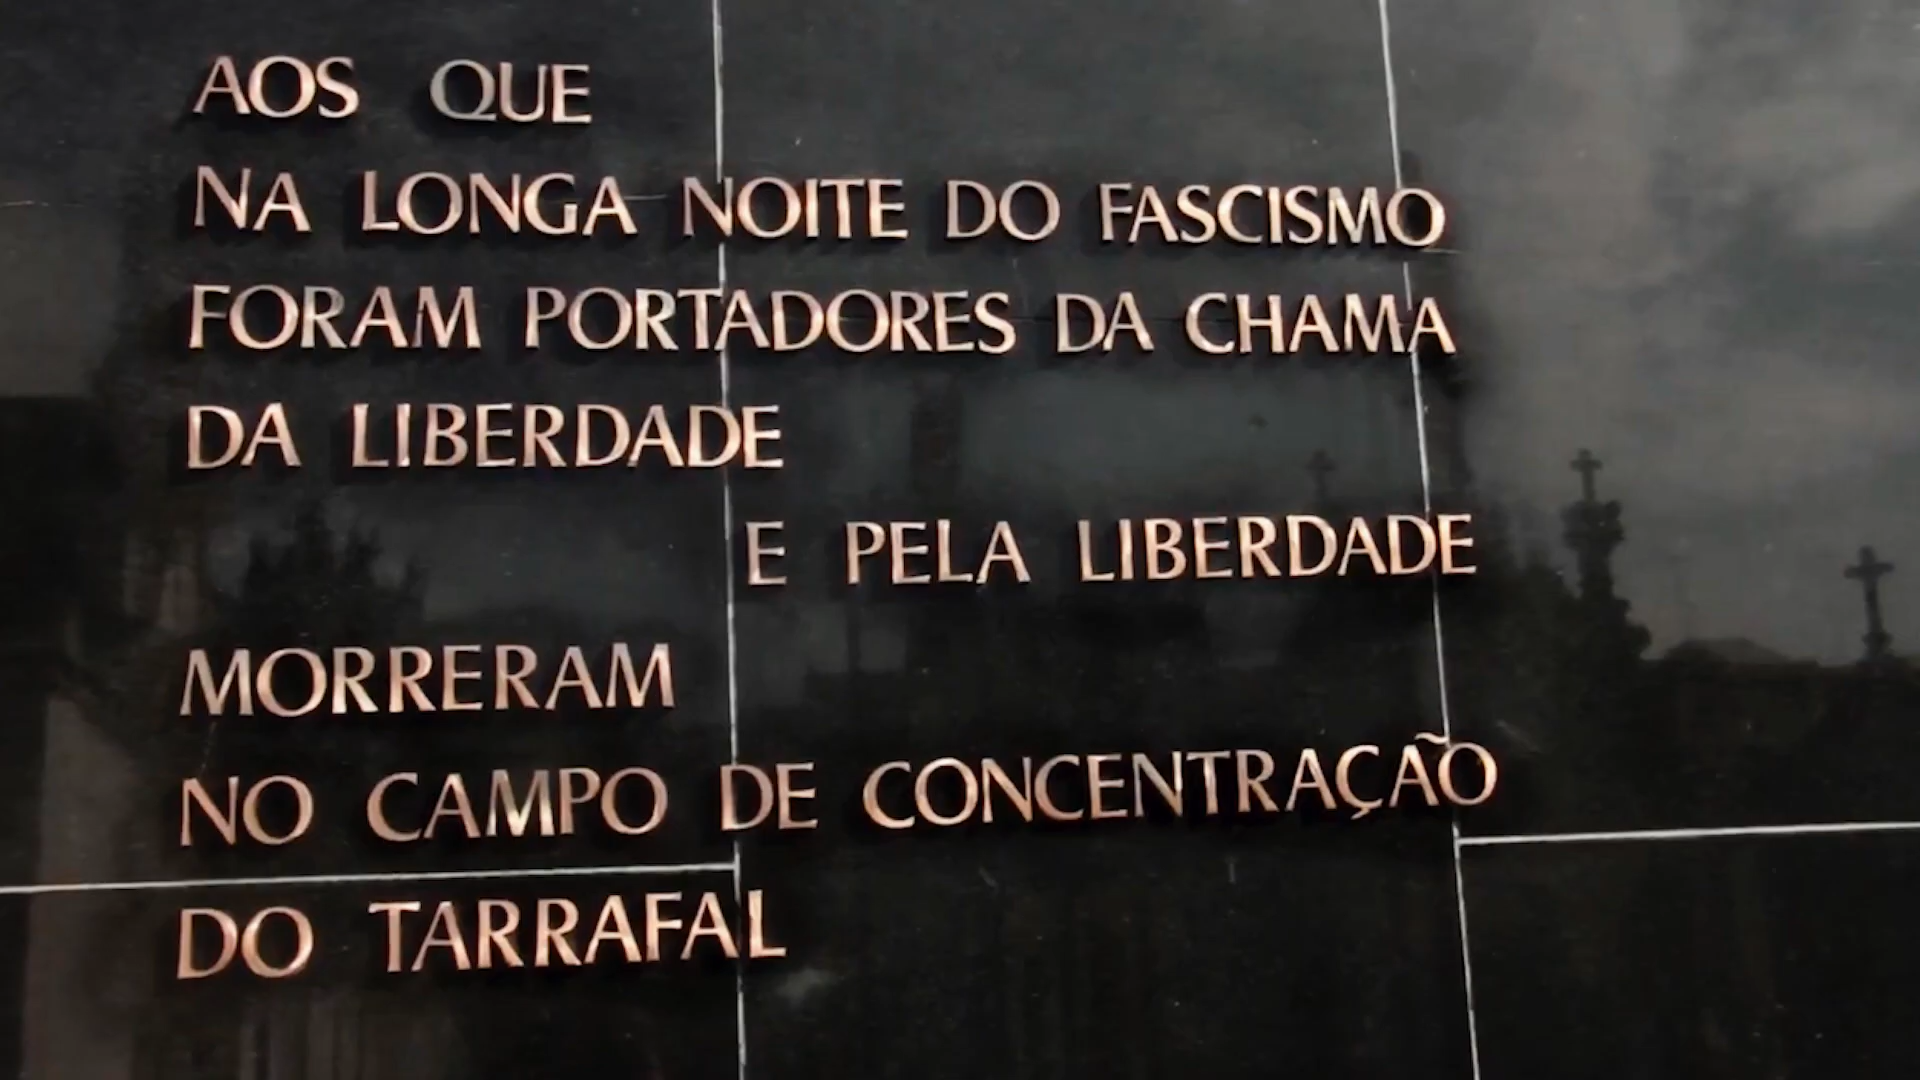 AOS QUE
NA LONGA NOITE DO FASCISMO
FORAM PORTADORES DA CHAMA
DA LIBERDADE
E PELA LIBERDADE
MORRERAM
NO CAMPO DE CONCENTRAÇÃO
DO TARRAFAL